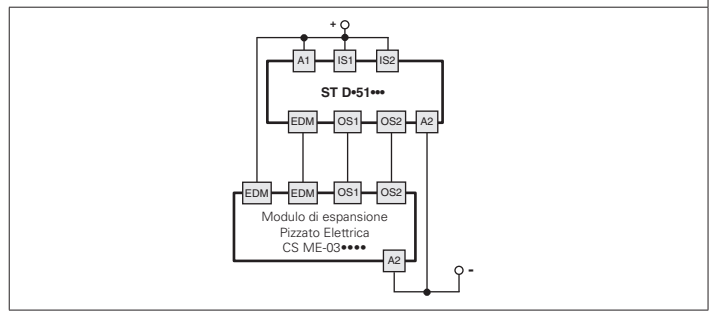 +
A1 IS1 IS2
ST D•51•••
EDM OS1 OS2 A2
EDM EDM OS1 OS2
Modulo di espansione
Pizzato Elettrica
CS ME-03••••
A2
-